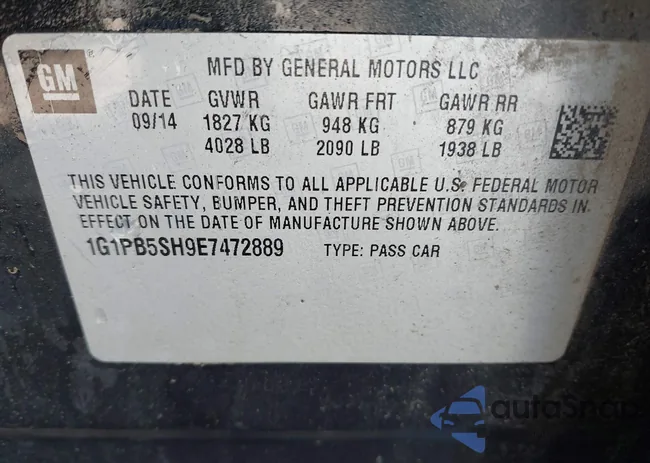 GM
MFD BY GENERAL MOTORS LLC
DATE GVWR GAWR FRT GAWR RR
09/14 1827 KG 948 KG 879 KG
4028 LB 2090 LB 1938 LB
THIS VEHICLE CONFORMS TO ALL APPLICABLE U.S. FEDERAL MOTOR
VEHICLE SAFETY, BUMPER, AND THEFT PREVENTION STANDARDS IN
EFFECT ON THE DATE OF MANUFACTURE SHOWN ABOVE.
1G1PB5SH9E7472889 TYPE: PASS CAR